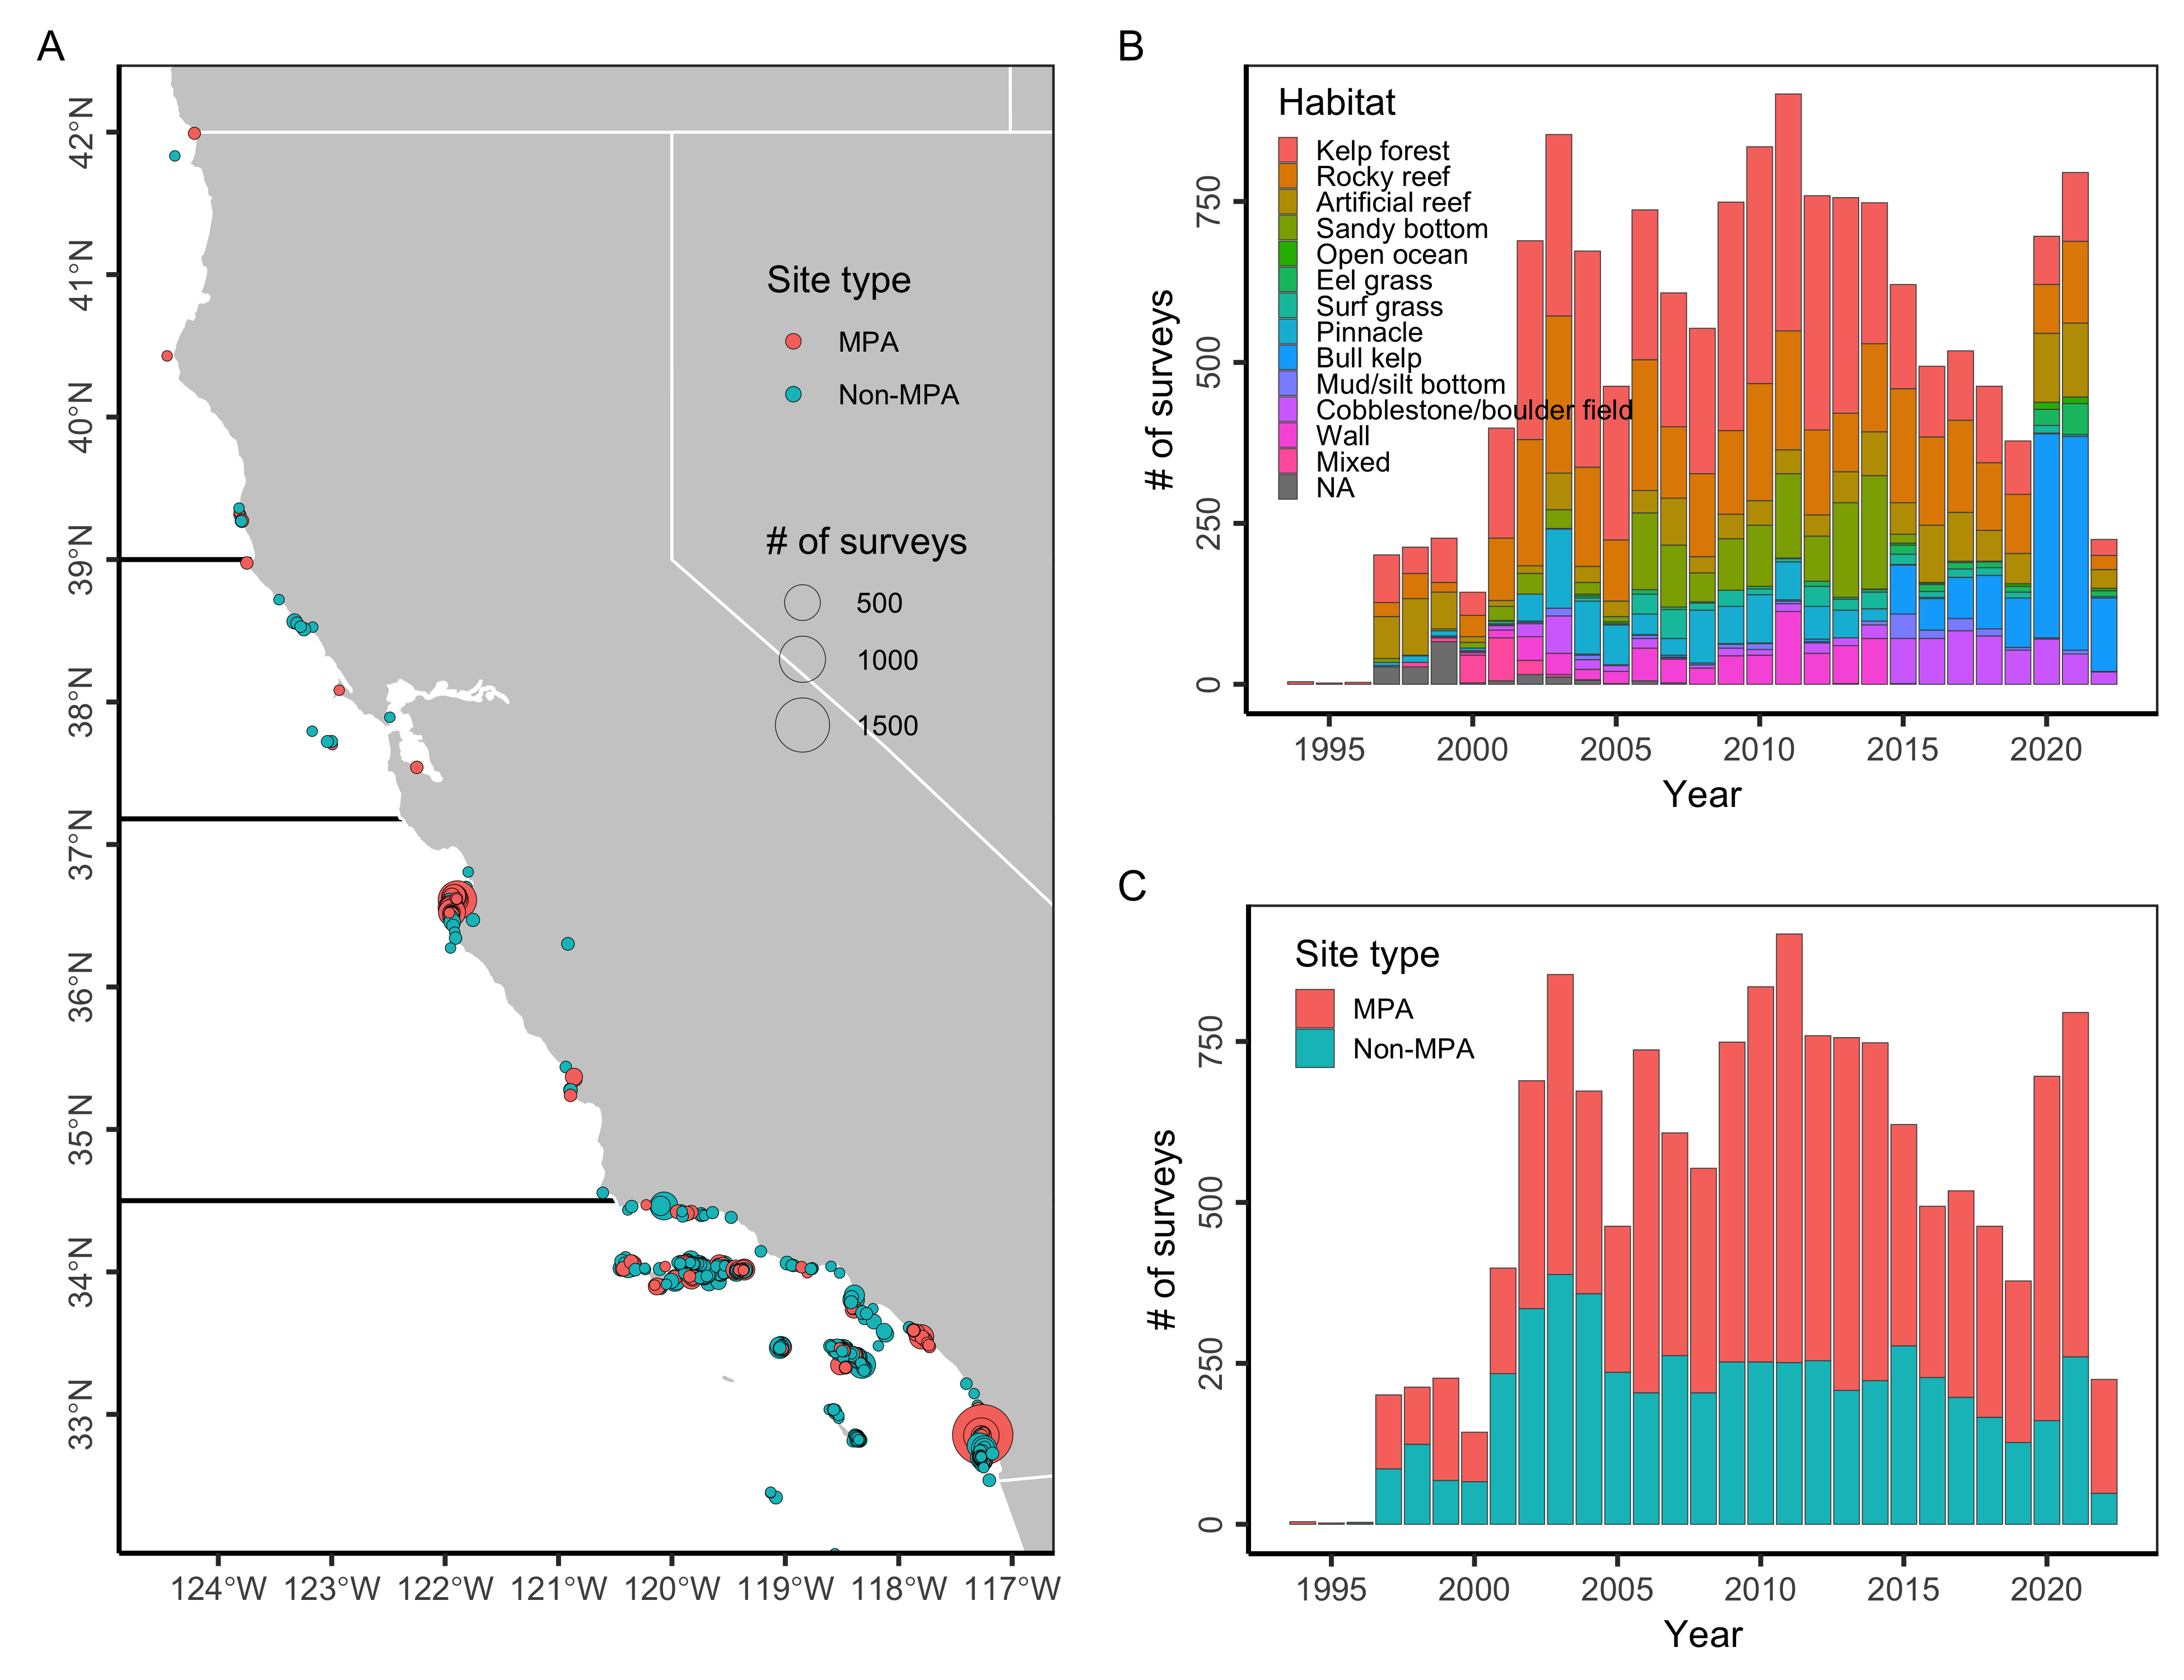 A
42°N
41°N
40°N
39°N
38°N
37°N
36°N
35°N
34°N
33°N
124°W
123°W
122°W
121°W
120°W
119°W
118°W
117°W
Site type
MPA
Non-MPA
# of surveys
500
1000
1500
B
Habitat
Kelp forest
Rocky reef
Artificial reef
Sandy bottom
Open ocean
Eel grass
Surf grass
Pinnacle
Bull kelp
Mud/silt bottom
Cobblestone/boulder field
Wall
Mixed
NA
# of surveys
750
500
250
0
1995
2000
2005
2010
2015
2020
Year
C
Site type
MPA
Non-MPA
# of surveys
750
500
250
0
1995
2000
2005
2010
2015
2020
Year